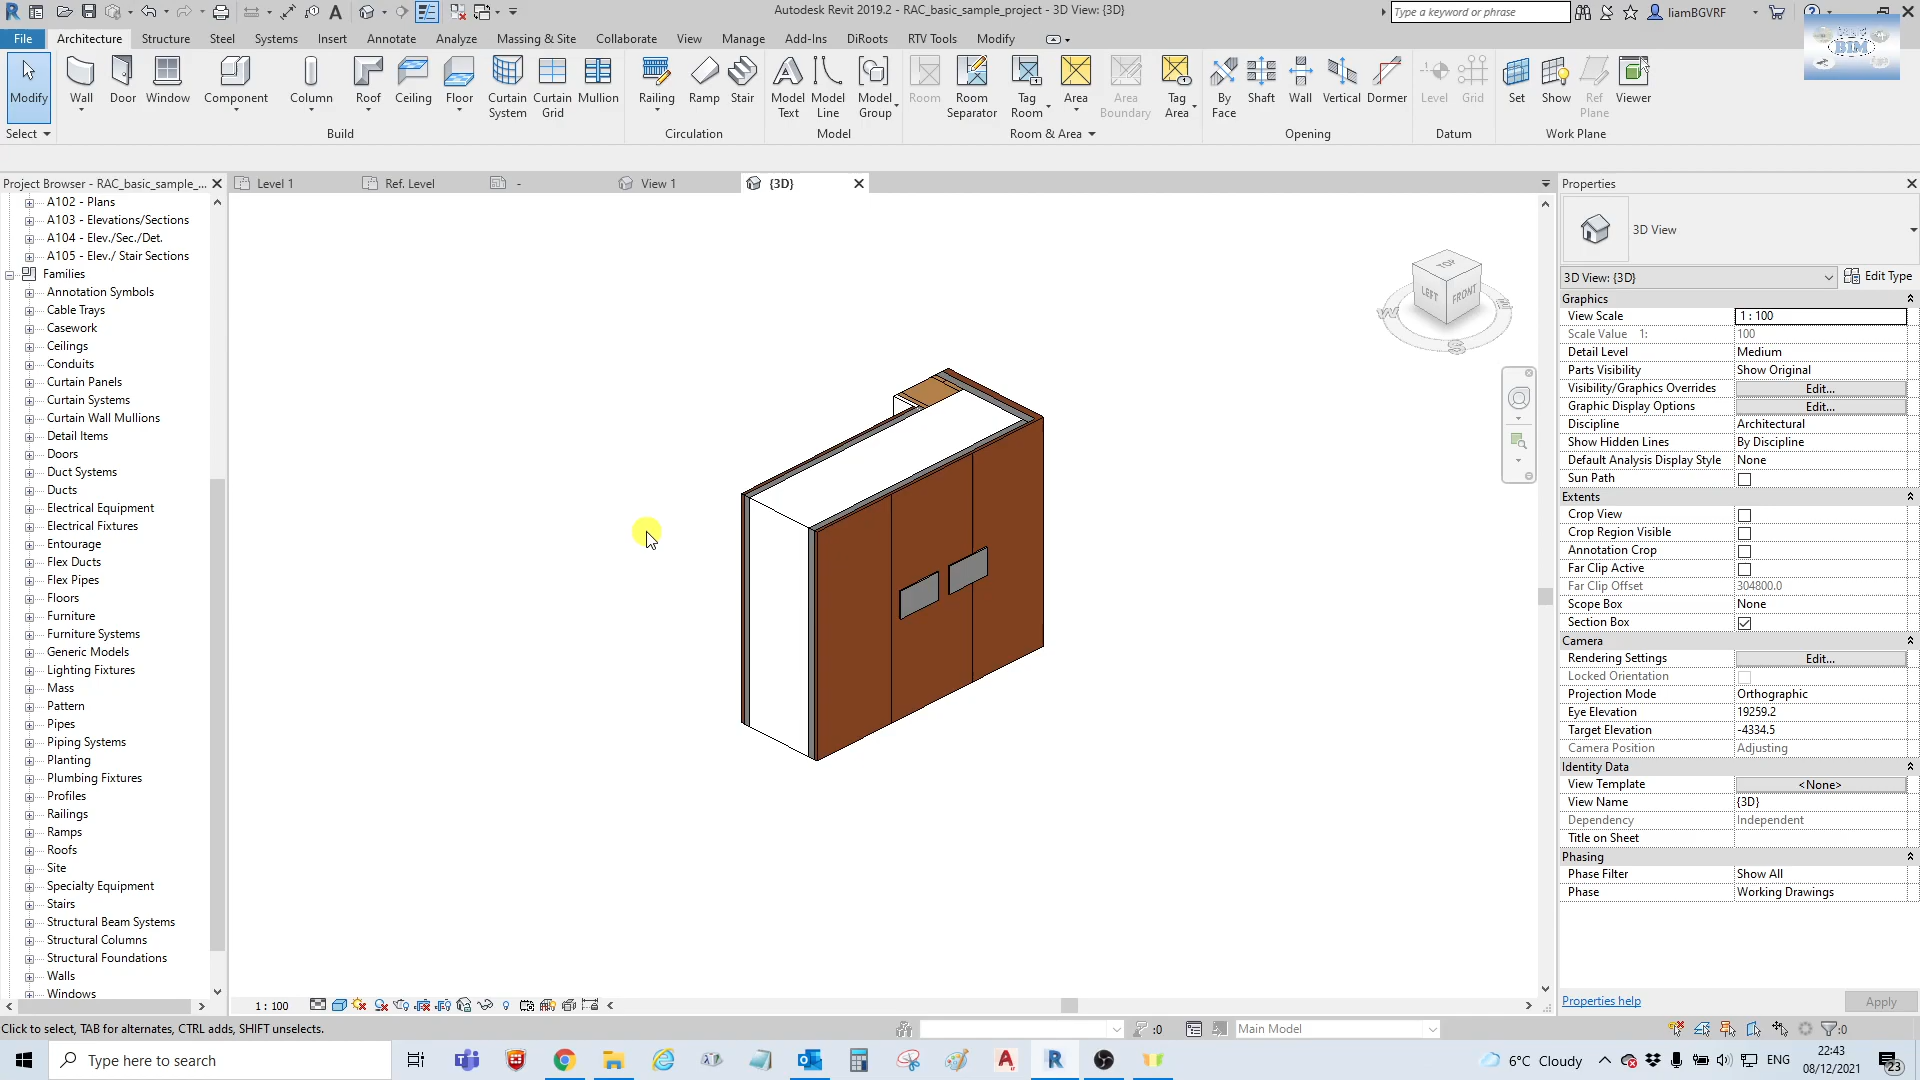 Autodesk Revit 2019.2 - RAC_basic_sample_project - 3D View: {3D}
Type a keyword or phrase
liamBGVRF
File Architecture Structure Steel Systems Insert Annotate Analyze Massing & Site Collaborate View Manage Add-Ins DiRoots RTV Tools Modify
BIM
Modify Wall Door Window Component Column Roof Ceiling Floor Curtain System Curtain Grid Mullion Railing Ramp Stair Model Text Model Line Model Group Room Room Separator Tag Room Area Area Boundary Tag Area By Face Shaft Wall Vertical Dormer Level Grid Set Show Ref Plane Viewer
Select Build Circulation Model Room & Area Opening Datum Work Plane
Project Browser - RAC_basic_sample_...
Level 1 Ref. Level - View 1 {3D}
A102 - Plans
A103 - Elevations/Sections
A104 - Elev./Sec./Det.
A105 - Elev./ Stair Sections
Families
Annotation Symbols
Cable Trays
Casework
Ceilings
Conduits
Curtain Panels
Curtain Systems
Curtain Wall Mullions
Detail Items
Doors
Duct Systems
Ducts
Electrical Equipment
Electrical Fixtures
Entourage
Flex Ducts
Flex Pipes
Floors
Furniture
Furniture Systems
Generic Models
Lighting Fixtures
Mass
Pattern
Pipes
Piping Systems
Planting
Plumbing Fixtures
Profiles
Railings
Ramps
Roofs
Site
Specialty Equipment
Stairs
Structural Beam Systems
Structural Columns
Structural Foundations
Walls
Windows
TOP
LEFT FRONT
W S
Properties
3D View
3D View: {3D} Edit Type
Graphics
View Scale 1 : 100
Scale Value 1: 100
Detail Level Medium
Parts Visibility Show Original
Visibility/Graphics Overrides Edit...
Graphic Display Options Edit...
Discipline Architectural
Show Hidden Lines By Discipline
Default Analysis Display Style None
Sun Path
Extents
Crop View
Crop Region Visible
Annotation Crop
Far Clip Active
Far Clip Offset 304800.0
Scope Box None
Section Box
Camera
Rendering Settings Edit...
Locked Orientation
Projection Mode Orthographic
Eye Elevation 19259.2
Target Elevation -4334.5
Camera Position Adjusting
Identity Data
View Template <None>
View Name {3D}
Dependency Independent
Title on Sheet
Phasing
Phase Filter Show All
Phase Working Drawings
Properties help Apply
1 : 100
Click to select, TAB for alternates, CTRL adds, SHIFT unselects.
:0
Main Model
:0
Type here to search
6°C Cloudy
ENG
22:43
08/12/2021
23